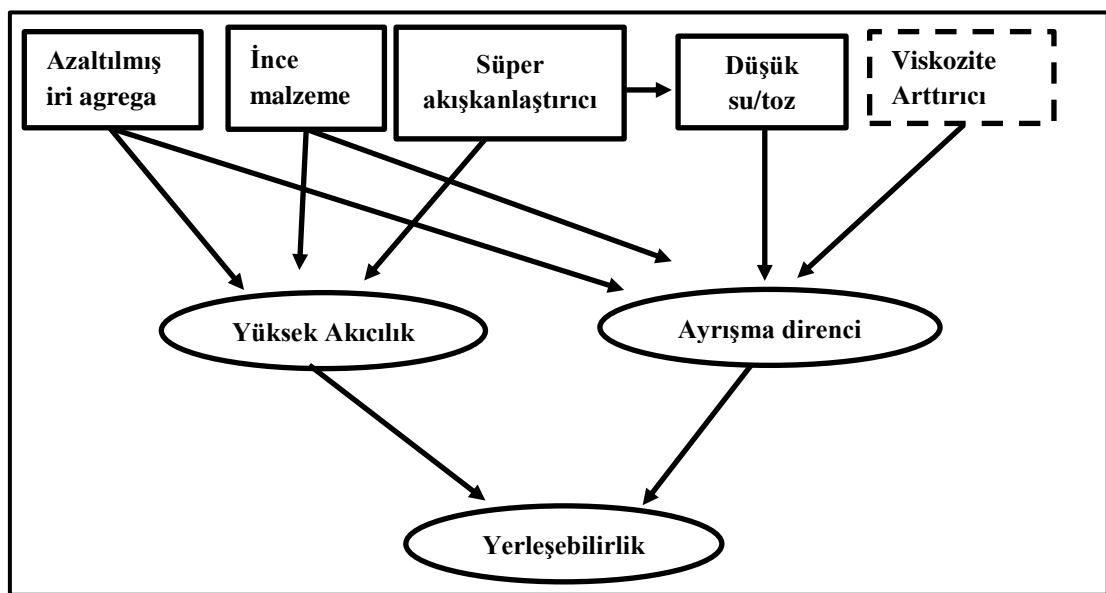 Azaltılmış
iri agrega
İnce
malzeme
Süper
akışkanlaştırıcı
Düşük
su/toz
Viskozite
Arttırıcı
Yüksek Akıcılık
Ayrışma direnci
Yerleşebilirlik